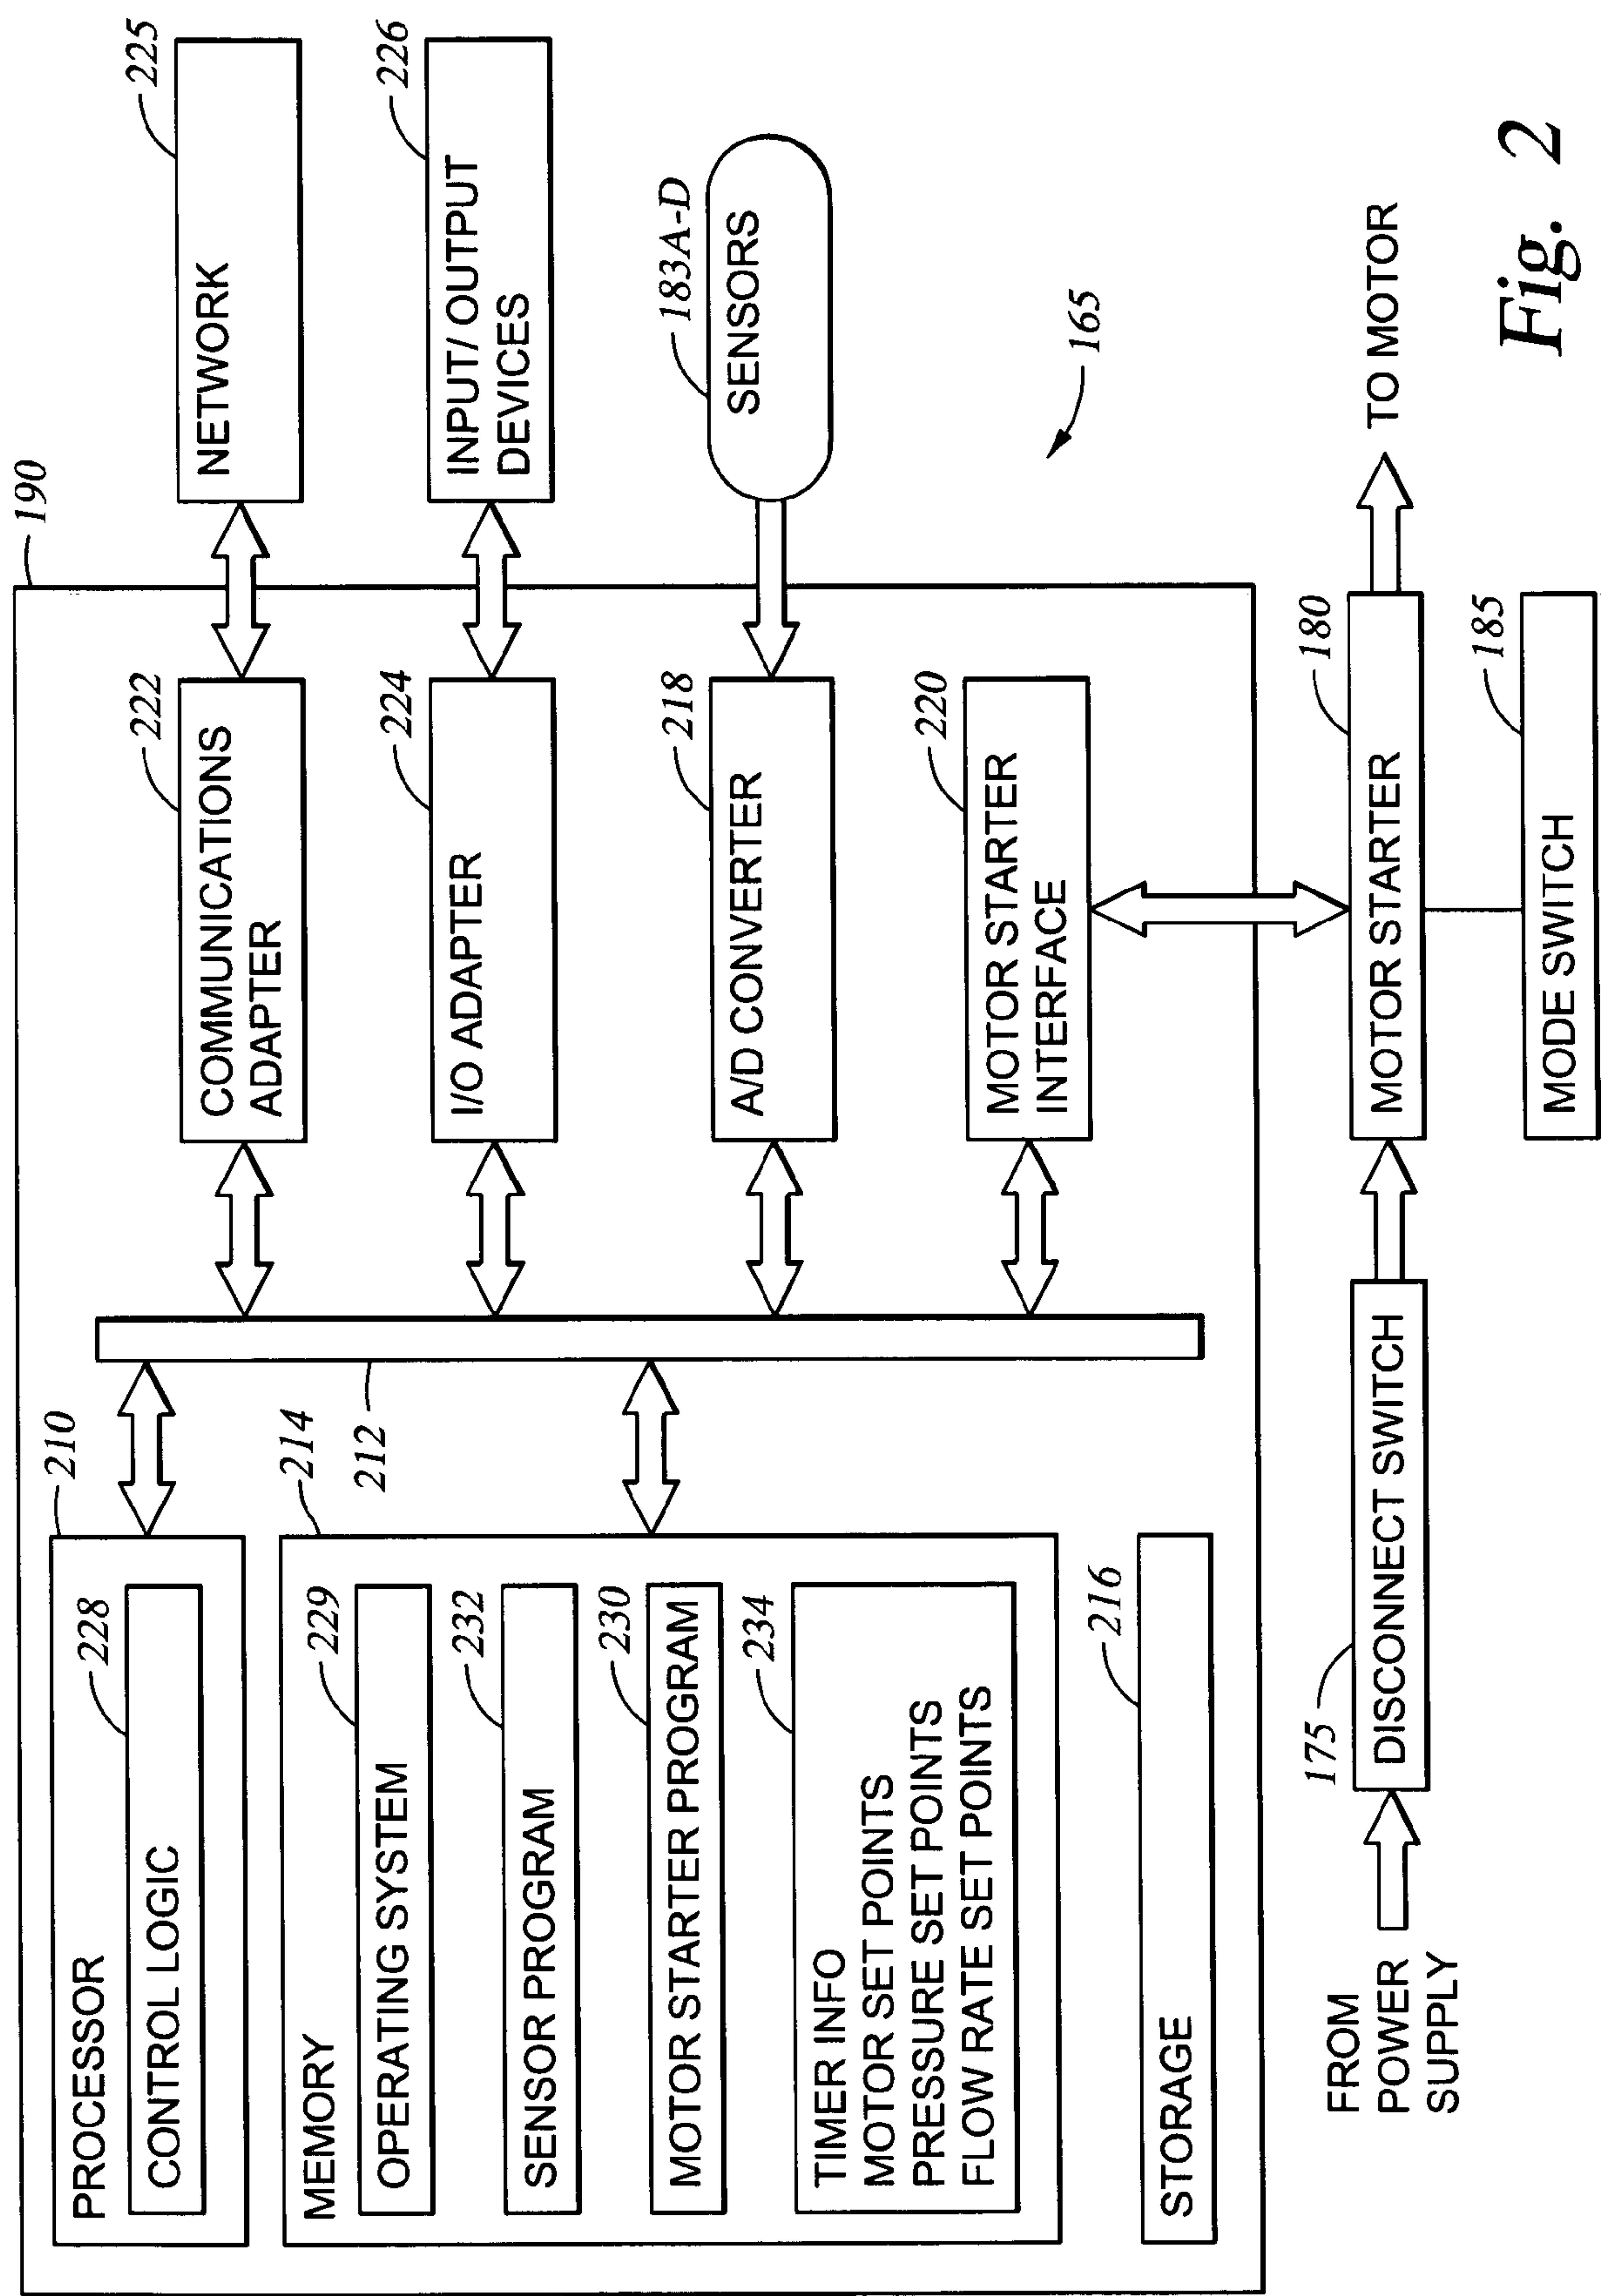 190
210
PROCESSOR
228
CONTROL LOGIC
214
MEMORY
229
OPERATING SYSTEM
232
SENSOR PROGRAM
230
MOTOR STARTER PROGRAM
234
TIMER INFO
MOTOR SET POINTS
PRESSURE SET POINTS
FLOW RATE SET POINTS
216
STORAGE
212
222
COMMUNICATIONS
ADAPTER
224
I/O ADAPTER
218
A/D CONVERTER
220
MOTOR STARTER
INTERFACE
225
NETWORK
226
INPUT/ OUTPUT
DEVICES
183A-D
SENSORS
165
FROM
POWER
SUPPLY
175
DISCONNECT SWITCH
180
MOTOR STARTER
TO MOTOR
185
MODE SWITCH
Fig. 2